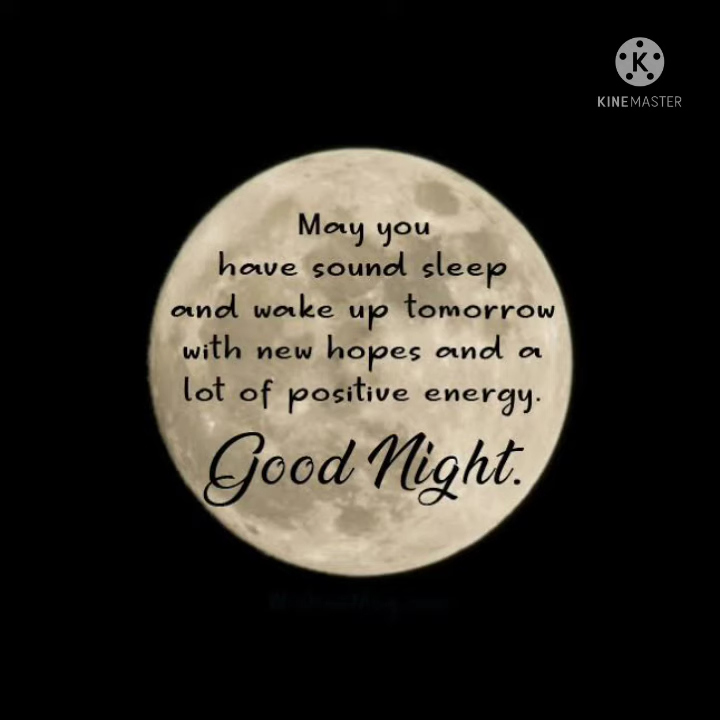 KINEMASTER
May you
have sound sleep
and wake up tomorrow
with new hopes and a
lot of positive energy.
Good Night.